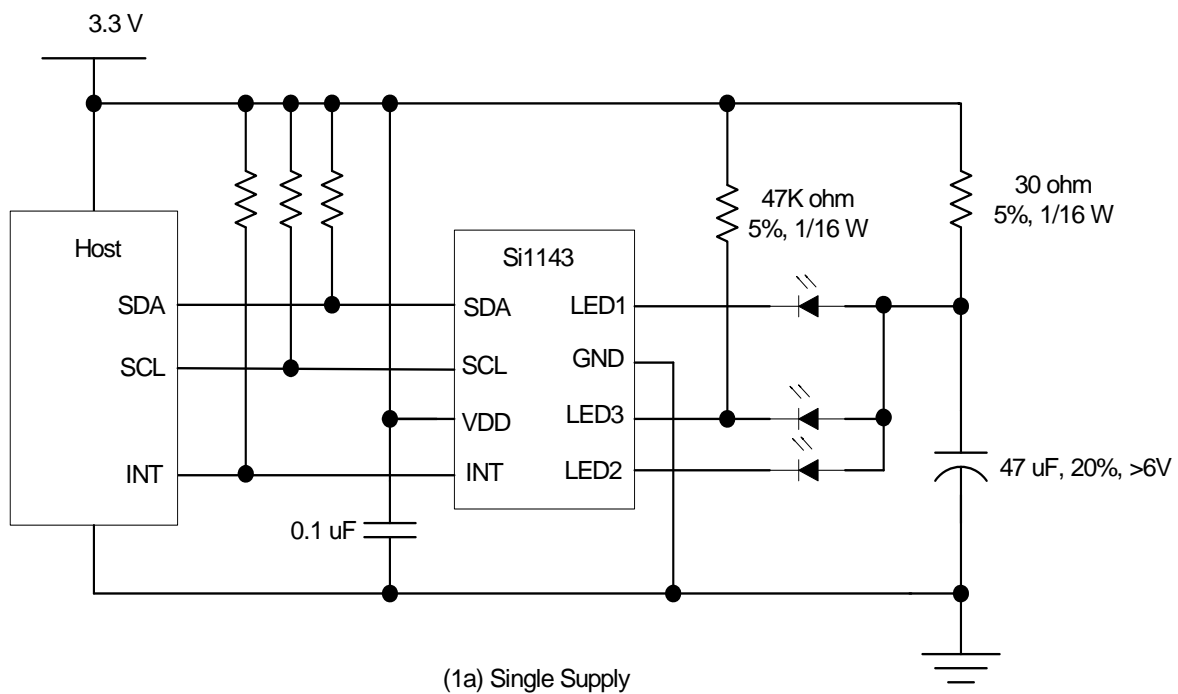 3.3 V
47K ohm
5%, 1/16 W
30 ohm
5%, 1/16 W
Host
SDA
SCL
INT
Si1143
SDA
SCL
VDD
INT
LED1
GND
LED3
LED2
0.1 uF
47 uF, 20%, >6V
(1a) Single Supply